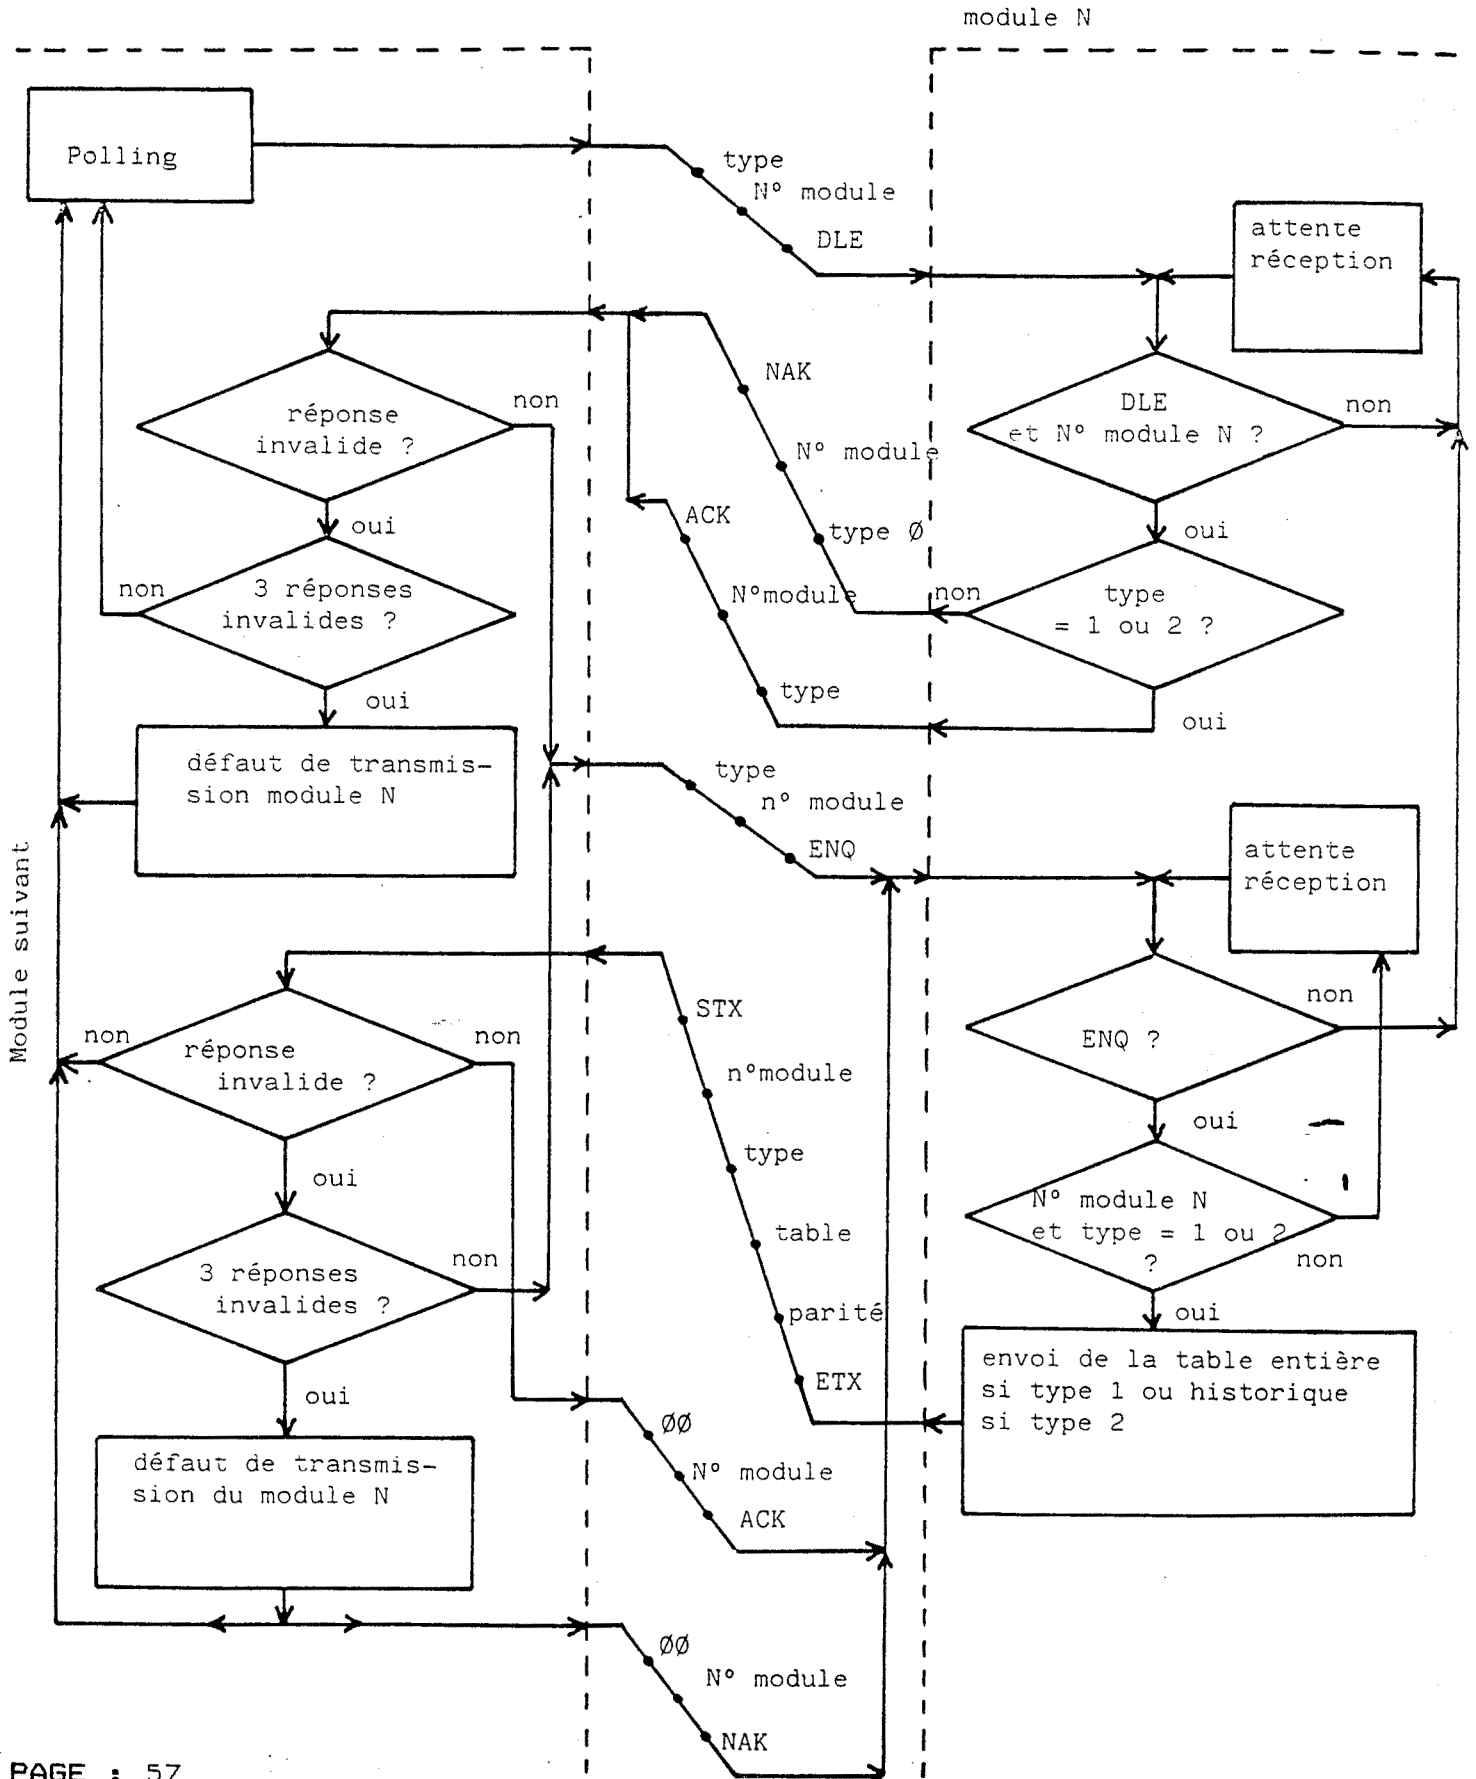 module N
Polling
type
N° module
DLE
attente
réception
réponse
invalide ?
non
oui
NAK
N° module
type Ø
DLE
et N° module N ?
non
oui
3 réponses
invalides ?
non
oui
ACK
N°module
type
type
= 1 ou 2 ?
non
oui
défaut de transmis-
sion module N
type
n° module
ENQ
attente
réception
Module suivant
réponse
invalide ?
non
non
oui
STX
n°module
type
table
parité
ETX
ENQ ?
non
oui
N° module N
et type = 1 ou 2
?
non
oui
3 réponses
invalides ?
non
oui
envoi de la table entière
si type 1 ou historique
si type 2
ØØ
N° module
ACK
défaut de transmis-
sion du module N
ØØ
N° module
NAK
PAGE : 57